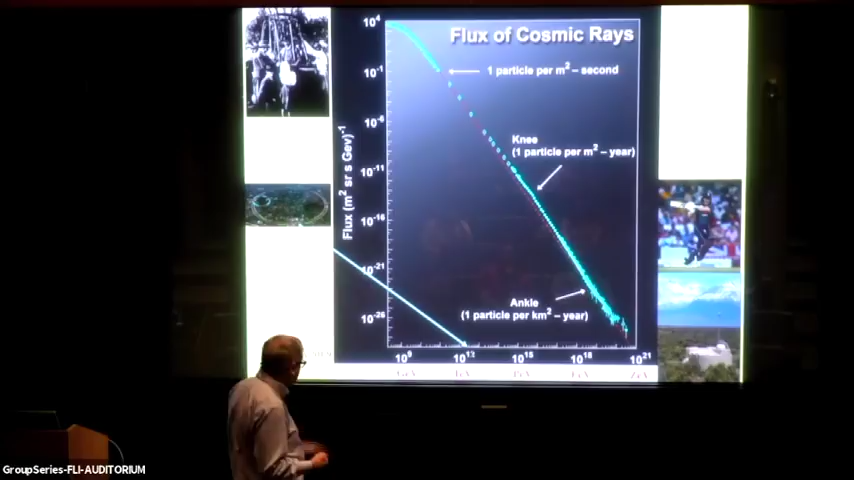 Flux of Cosmic Rays
10⁴
1 particle per m² – second
10⁻¹
10⁻⁶
Knee
(1 particle per m² – year)
10⁻¹¹
Flux (m² sr s Gev)⁻¹
10⁻¹⁶
10⁻²¹
Ankle
(1 particle per km² – year)
10⁻²⁶
10⁹ 10¹³ 10¹⁵ 10¹⁸ 10²¹
GeV TeV PeV EeV ZeV
GroupSeries-FLI-AUDITORIUM